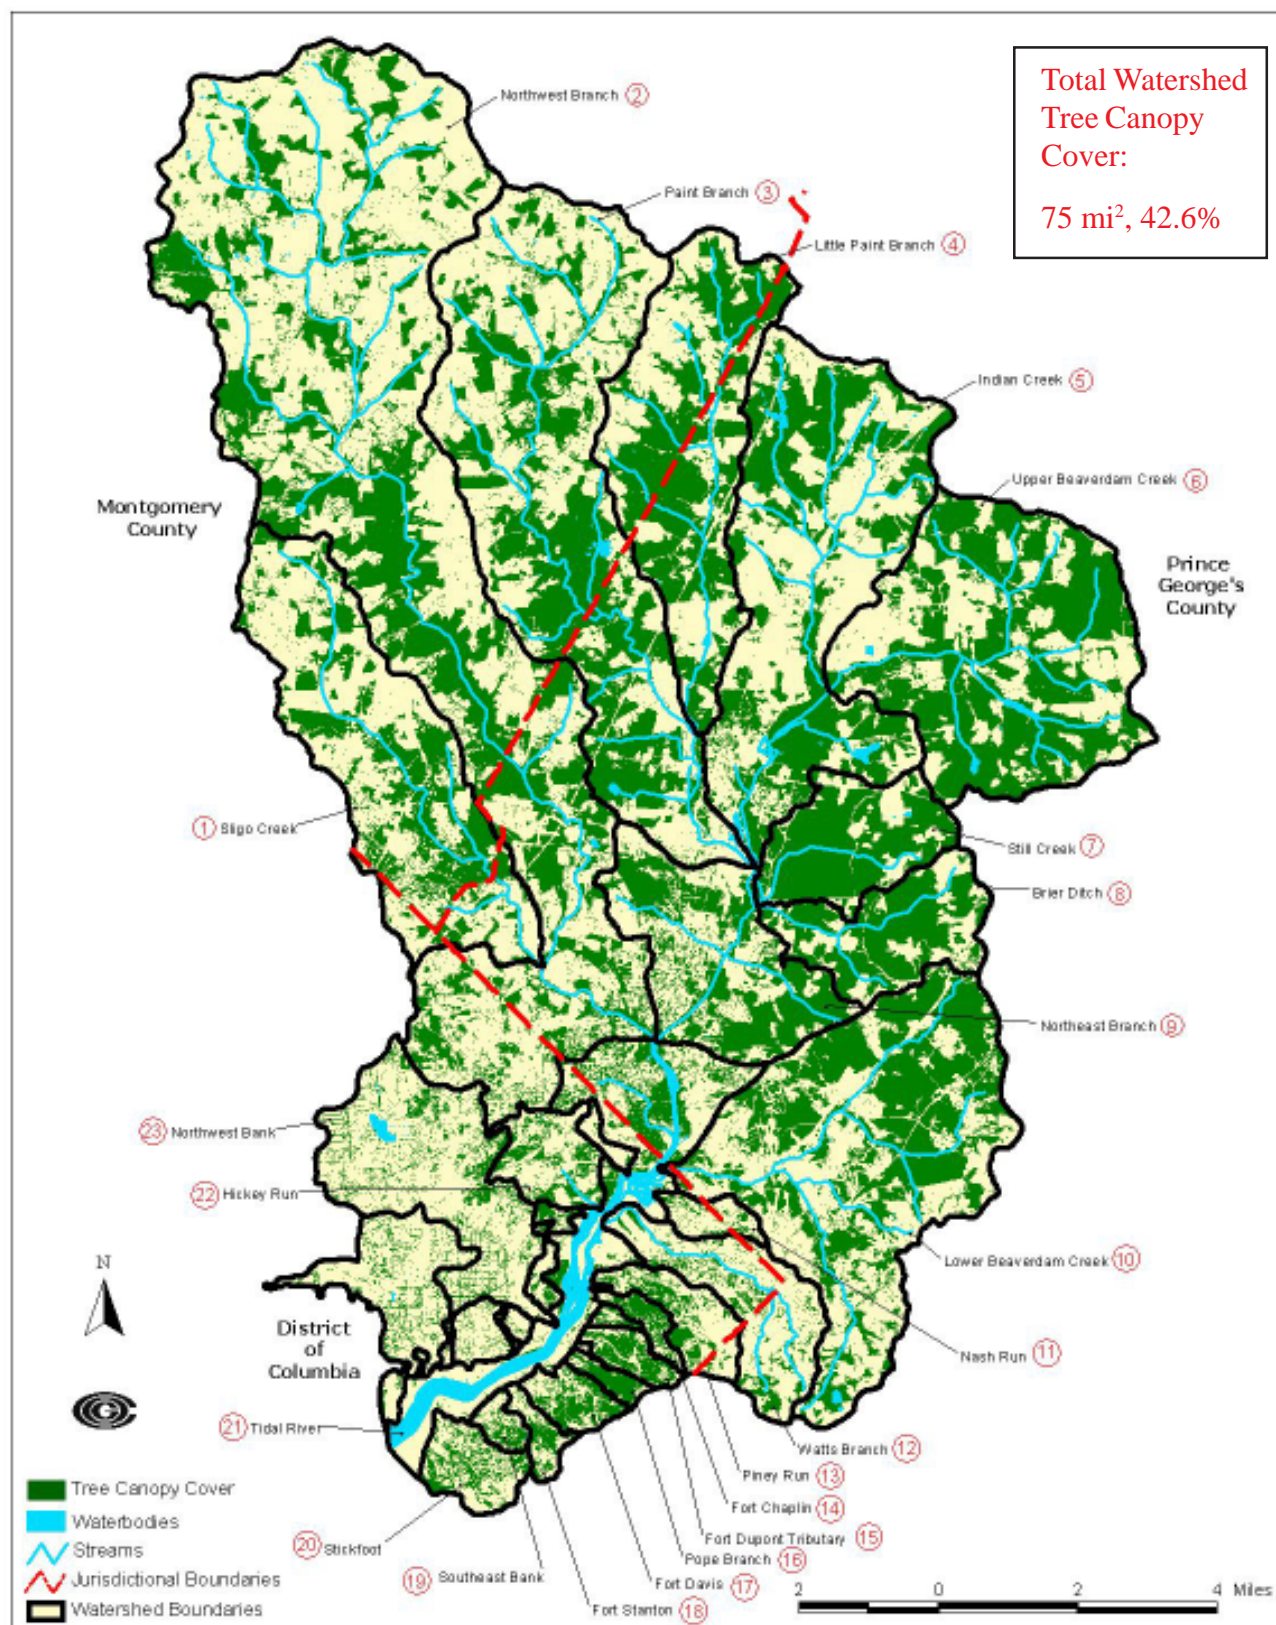 Total Watershed
Tree Canopy
Cover:
75 mi², 42.6%
Northwest Branch 2
Paint Branch 3
Little Paint Branch 4
Indian Creek 5
Upper Beaverdam Creek 6
Montgomery
County
Prince
George's
County
1 Sligo Creek
Still Creek 7
Brier Ditch 8
Northeast Branch 9
23 Northwest Bank
22 Hickey Run
Lower Beaverdam Creek 10
N
District
of
Columbia
Nash Run 11
21 Tidal River
Watts Branch 12
Piney Run 13
Fort Chaplin 14
Fort Dupont Tributary 15
Pope Branch 16
Fort Davis 17
Fort Stanton 18
19 Southeast Bank
20 Stickfoot
Tree Canopy Cover
Waterbodies
Streams
Jurisdictional Boundaries
Watershed Boundaries
2 0 2 4 Miles